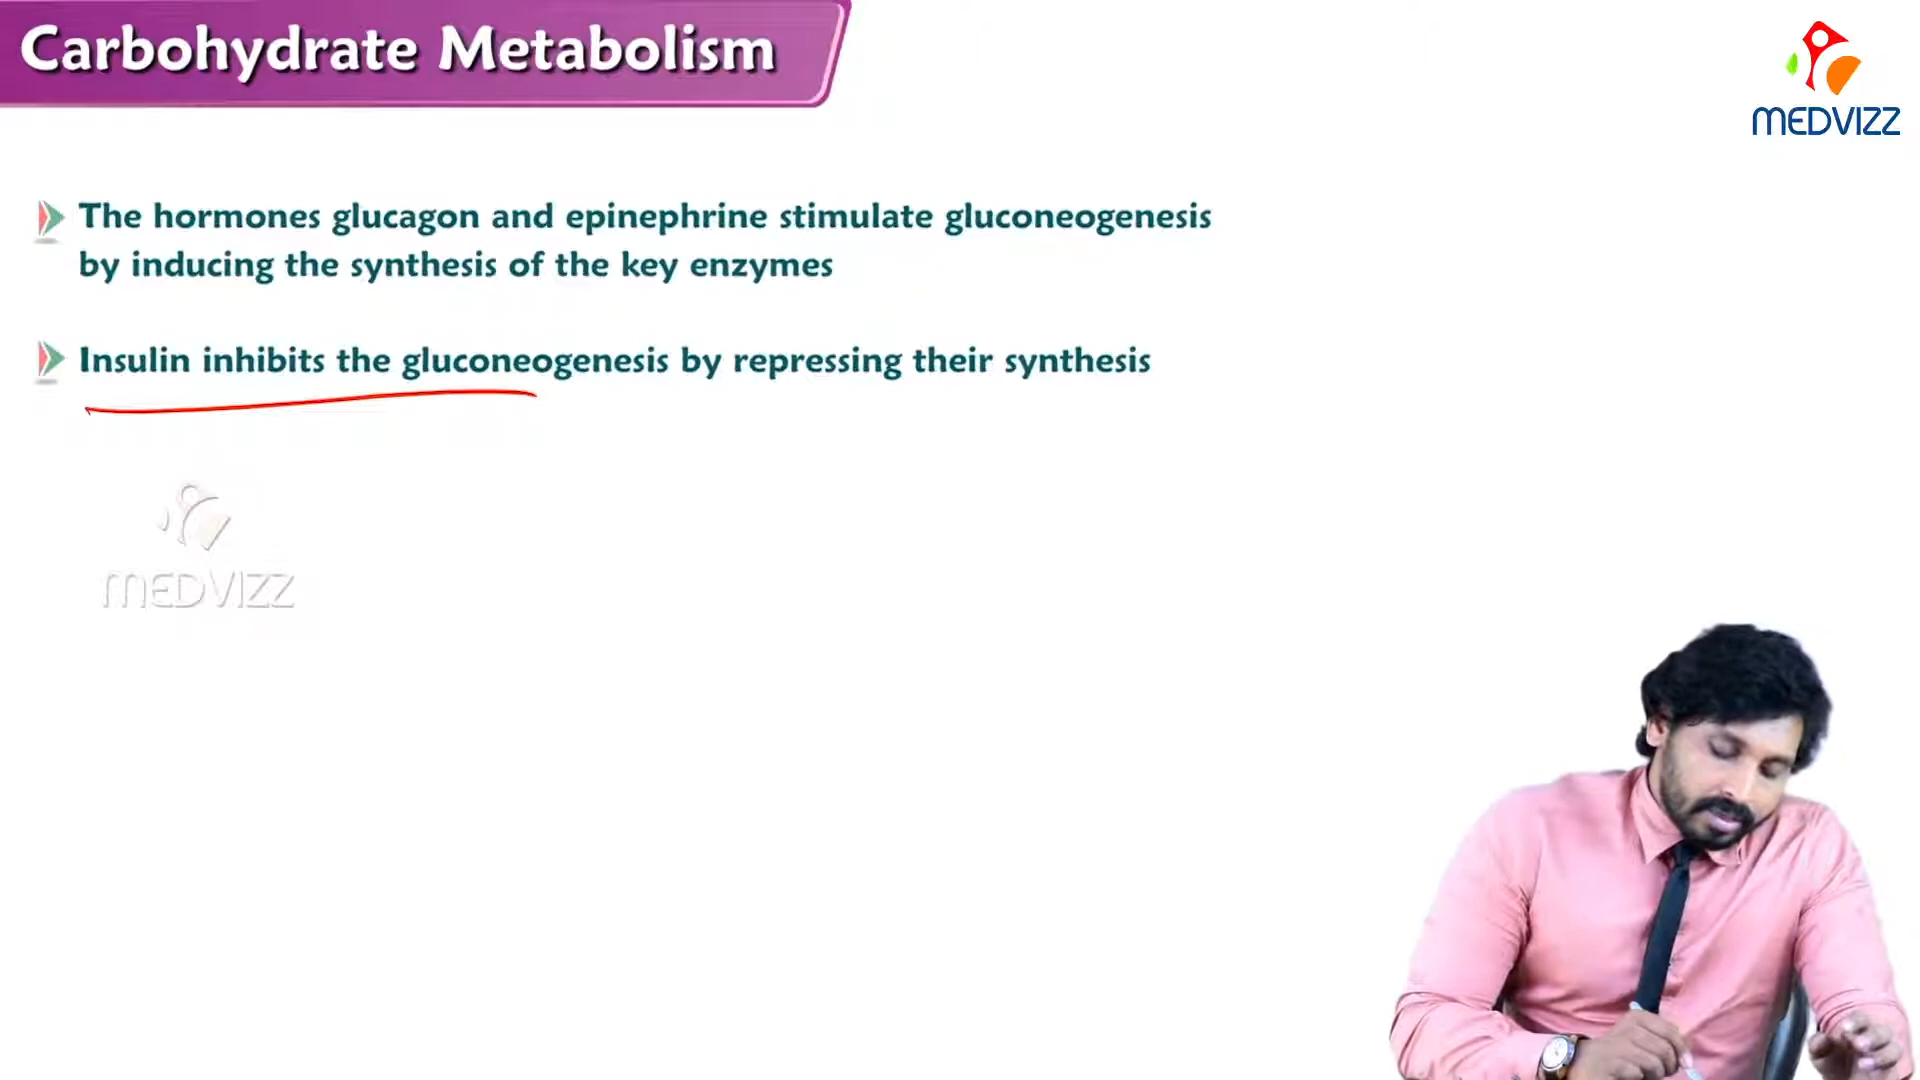 Carbohydrate Metabolism
MEDVIZZ
The hormones glucagon and epinephrine stimulate gluconeogenesis
by inducing the synthesis of the key enzymes
Insulin inhibits the gluconeogenesis by repressing their synthesis
MEDVIZZ